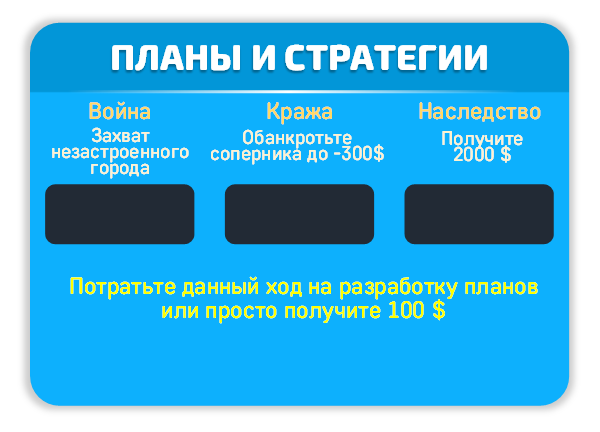 ПЛАНЫ И СТРАТЕГИИ
Война
Захват
незастроенного
города
Кража
Обанкротьте
соперника до -300$
Наследство
Получите
2000 $
Потратьте данный ход на разработку планов
или просто получите 100 $